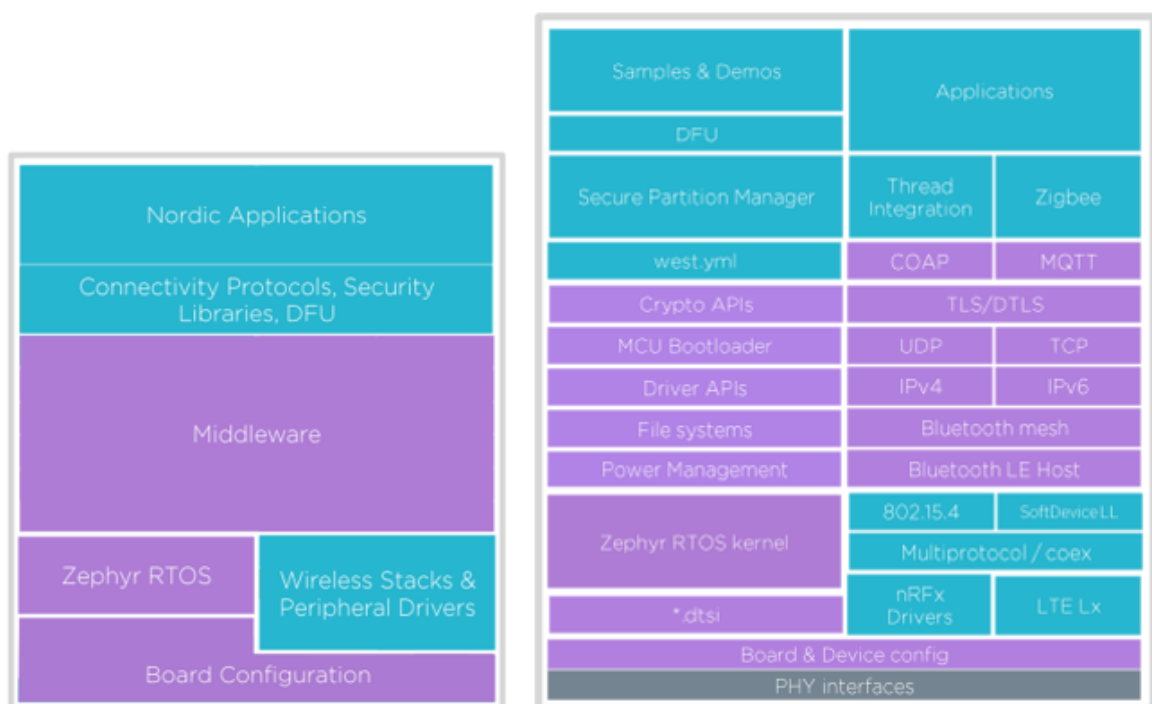 Nordic Applications
Connectivity Protocols, Security
Libraries, DFU
Middleware
Zephyr RTOS
Wireless Stacks &
Peripheral Drivers
Board Configuration
Samples & Demos
Applications
DFU
Secure Partition Manager
Thread
Integration
Zigbee
west.yml
COAP
MQTT
Crypto APIs
TLS/DTLS
MCU Bootloader
UDP
TCP
Driver APIs
IPv4
IPv6
File systems
Bluetooth mesh
Power Management
Bluetooth LE Host
Zephyr RTOS kernel
802.15.4
SoftDevice LL
Multiprotocol / coex
*.dtsi
nRFx
Drivers
LTE Lx
Board & Device config
PHY interfaces